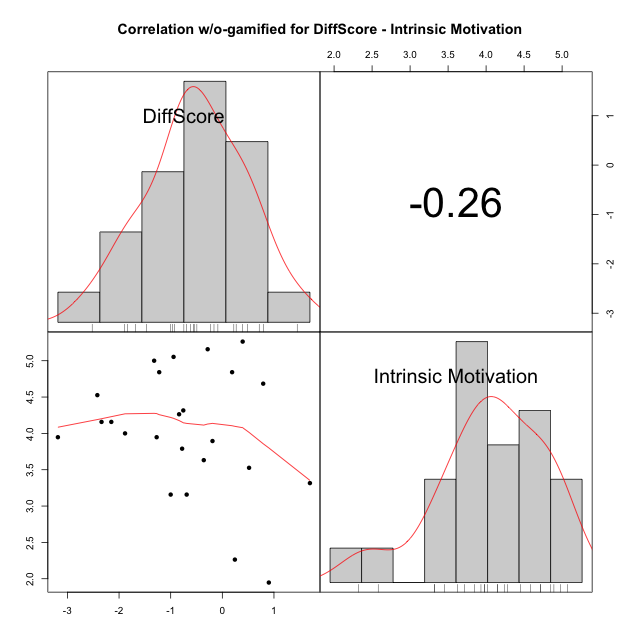 Correlation w/o-gamified for DiffScore - Intrinsic Motivation
2.0 2.5 3.0 3.5 4.0 4.5 5.0
DiffScore
-0.26
1
0
-1
-2
-3
5.0
4.5
4.0
3.5
3.0
2.5
2.0
Intrinsic Motivation
-3 -2 -1 0 1